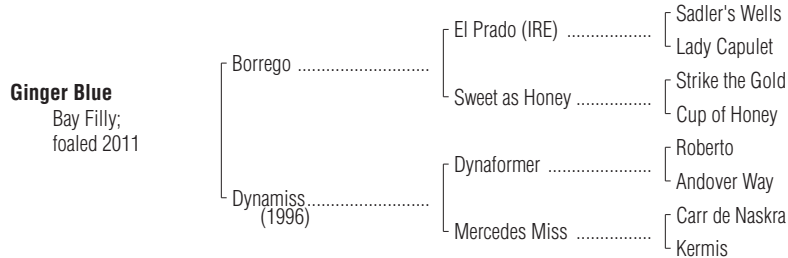 Ginger Blue
Bay Filly;
foaled 2011
Borrego ................................
Dynamiss..............................
(1996)
El Prado (IRE) ....................
Sweet as Honey ..................
Dynaformer .........................
Mercedes Miss ..................
Sadler's Wells
Lady Capulet
Strike the Gold
Cup of Honey
Roberto
Andover Way
Carr de Naskra
Kermis